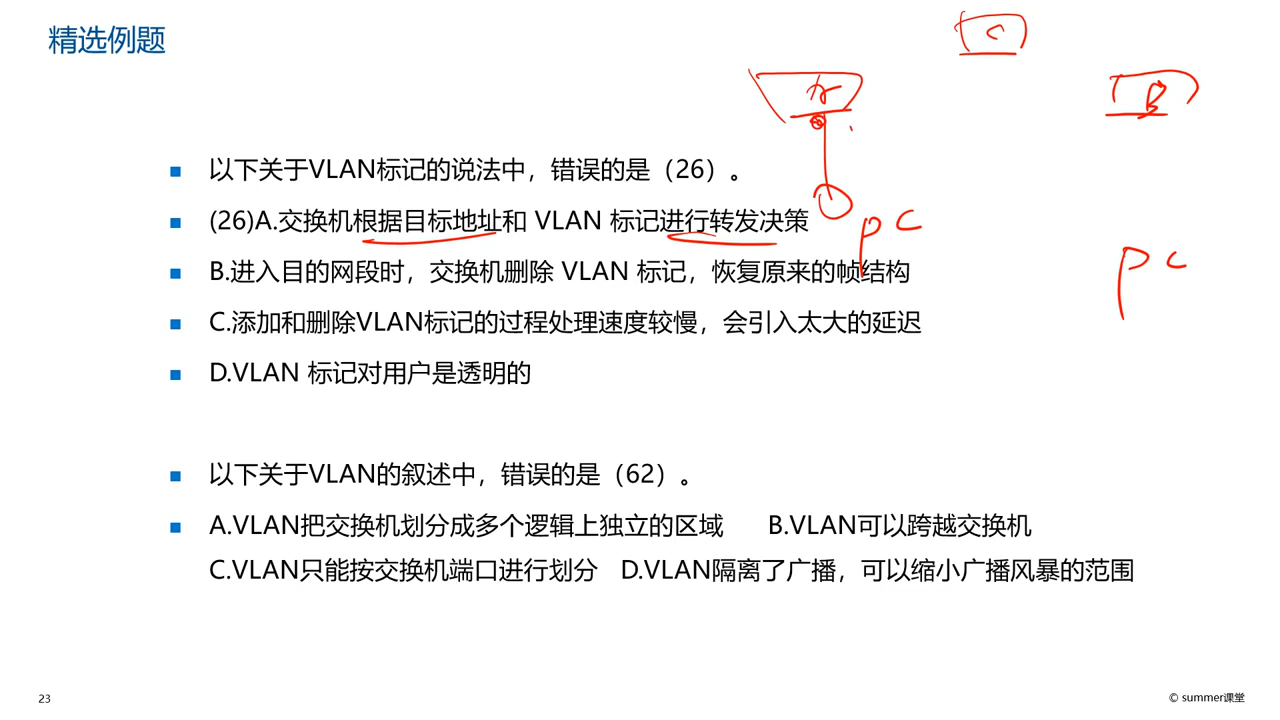 精选例题
C
A
B
以下关于VLAN标记的说法中，错误的是（26）。
(26)A.交换机根据目标地址和 VLAN 标记进行转发决策
PC
B.进入目的网段时，交换机删除 VLAN 标记，恢复原来的帧结构
PC
C.添加和删除VLAN标记的过程处理速度较慢，会引入太大的延迟
D.VLAN 标记对用户是透明的
以下关于VLAN的叙述中，错误的是（62）。
A.VLAN把交换机划分成多个逻辑上独立的区域 B.VLAN可以跨越交换机
C.VLAN只能按交换机端口进行划分 D.VLAN隔离了广播，可以缩小广播风暴的范围
23
© summer课堂